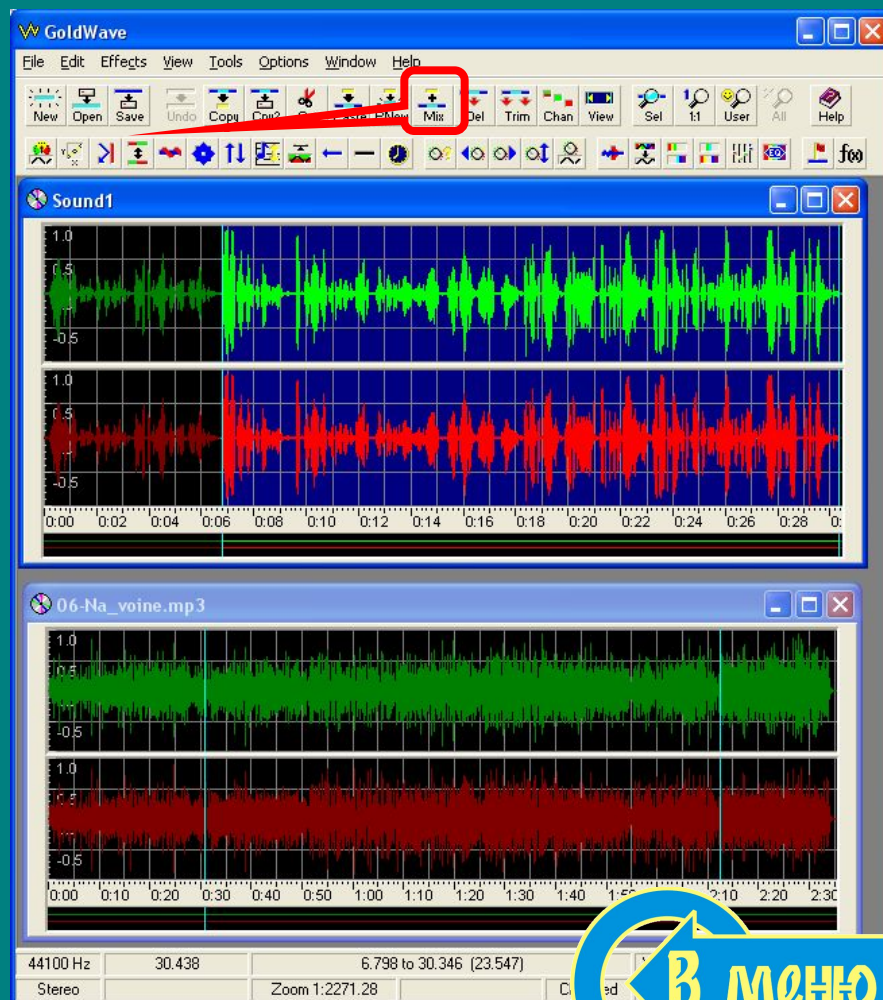 GoldWave
File Edit Effects View Tools Options Window Help
New Open Save Undo Copy Mix Del Trim Chan View Sel 1:1 User All Help
f(x)
Sound1
1.0
0.5
-0.5
1.0
0.5
-0.5
0:00 0:02 0:04 0:06 0:08 0:10 0:12 0:14 0:16 0:18 0:20 0:22 0:24 0:26 0:28
06-Na_voine.mp3
1.0
0.5
-0.5
1.0
-0.5
0:00 0:10 0:20 0:30 0:40 0:50 1:00 1:10 1:20 1:30 1:40 2:10 2:20 2:30
44100 Hz 30.438 6.798 to 30.346 (23.547)
Stereo Zoom 1:2271.28
В меню